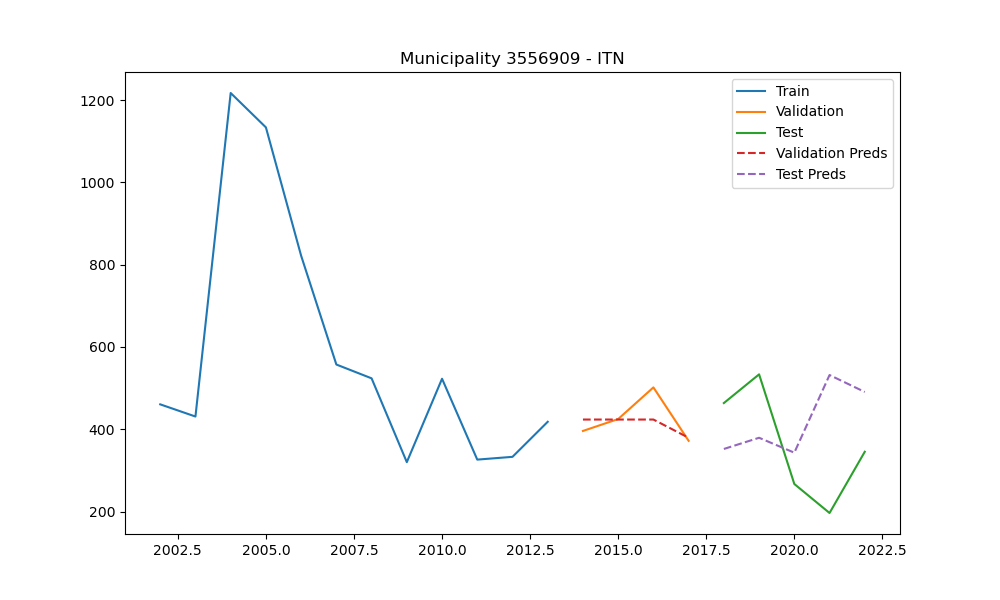 Municipality 3556909 - ITN
Train
Validation
Test
Validation Preds
Test Preds
1200
1000
800
600
400
200
2002.5 2005.0 2007.5 2010.0 2012.5 2015.0 2017.5 2020.0 2022.5